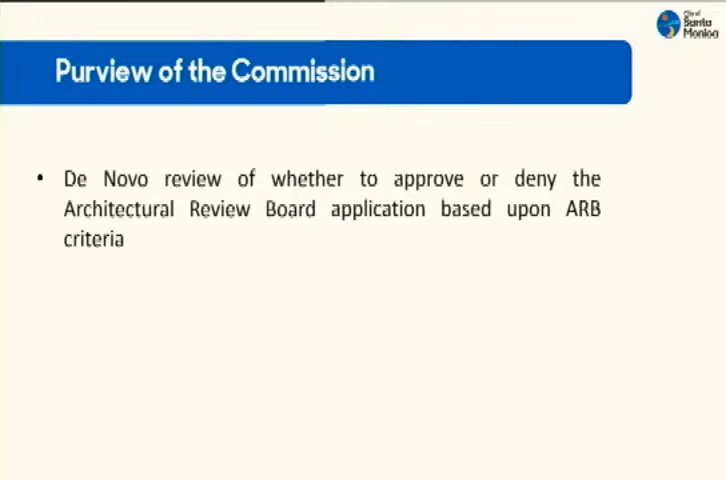 City of
Santa
Monica
Purview of the Commission
• De Novo review of whether to approve or deny the
Architectural Review Board application based upon ARB
criteria